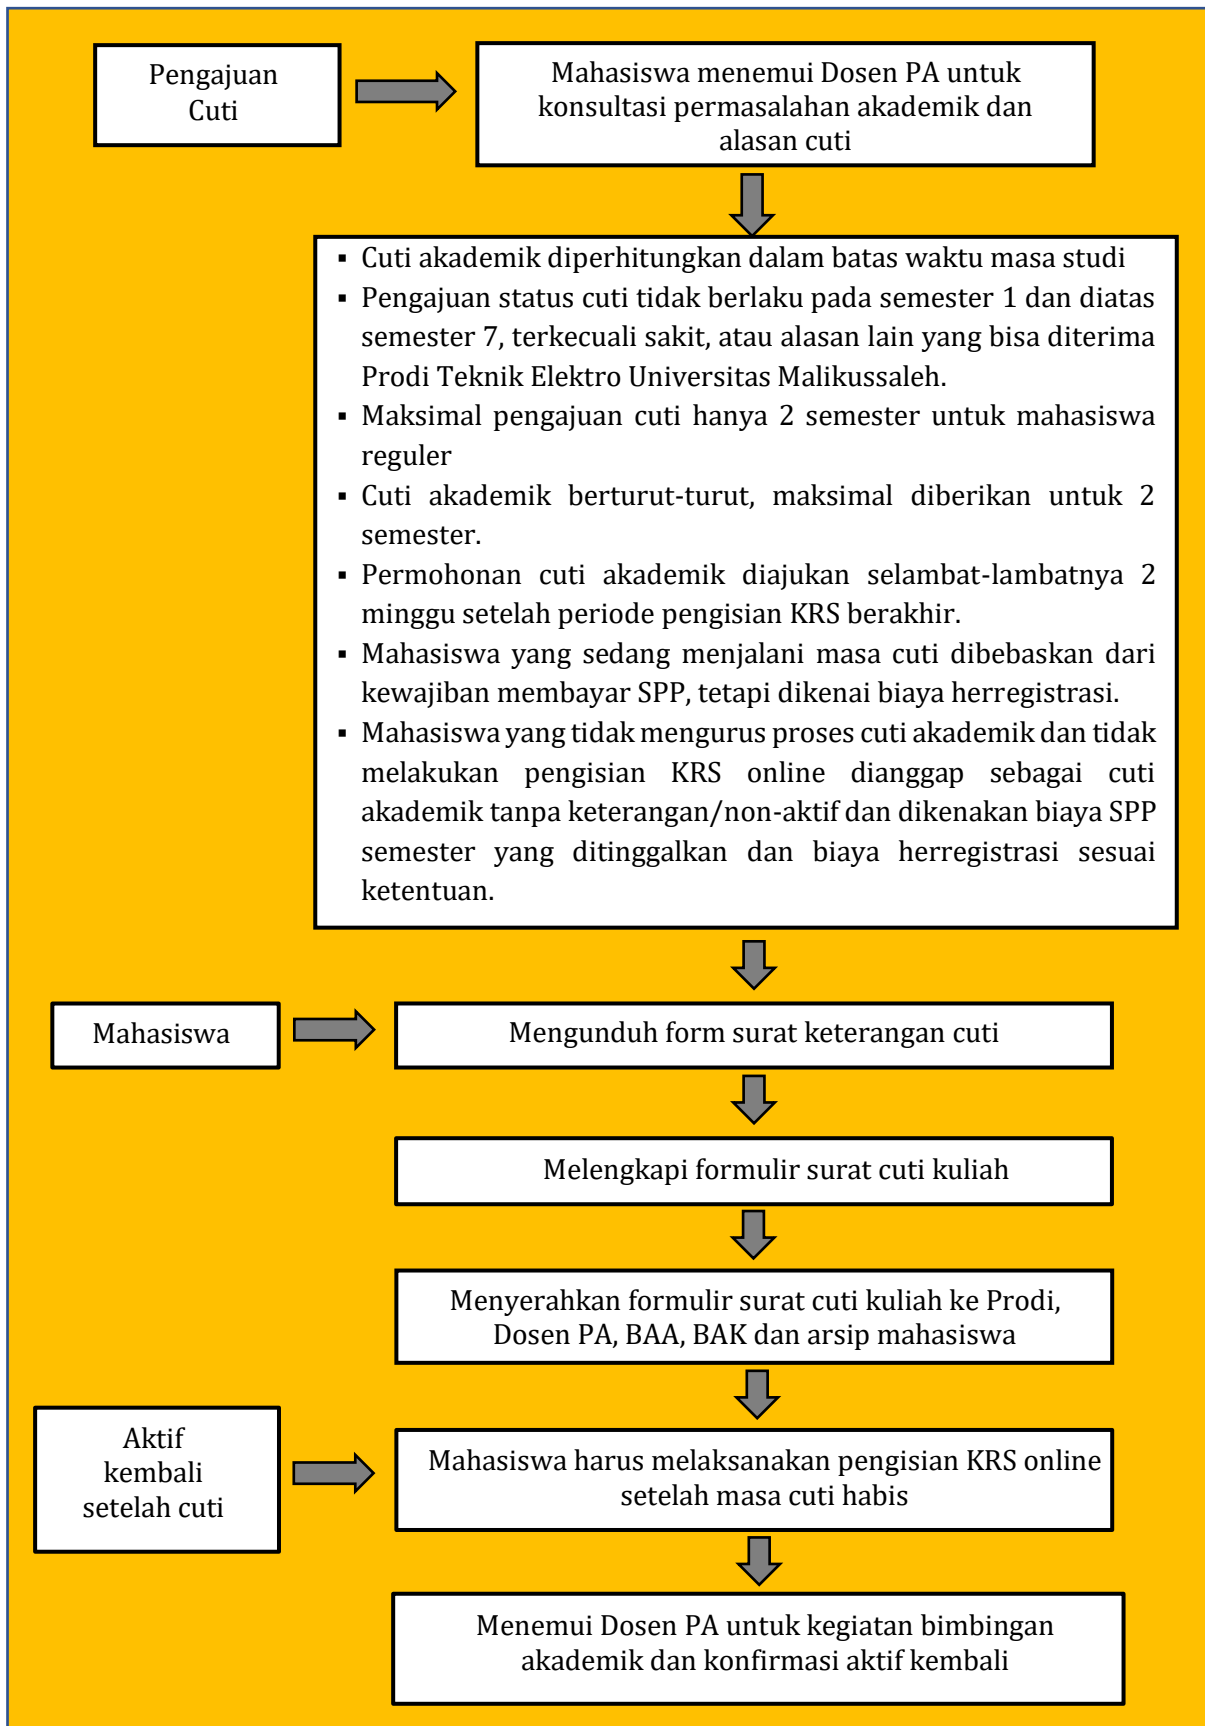 Pengajuan
Cuti
Mahasiswa menemui Dosen PA untuk
konsultasi permasalahan akademik dan
alasan cuti
▪ Cuti akademik diperhitungkan dalam batas waktu masa studi
▪ Pengajuan status cuti tidak berlaku pada semester 1 dan diatas
semester 7, terkecuali sakit, atau alasan lain yang bisa diterima
Prodi Teknik Elektro Universitas Malikussaleh.
▪ Maksimal pengajuan cuti hanya 2 semester untuk mahasiswa
reguler
▪ Cuti akademik berturut-turut, maksimal diberikan untuk 2
semester.
▪ Permohonan cuti akademik diajukan selambat-lambatnya 2
minggu setelah periode pengisian KRS berakhir.
▪ Mahasiswa yang sedang menjalani masa cuti dibebaskan dari
kewajiban membayar SPP, tetapi dikenai biaya herregistrasi.
▪ Mahasiswa yang tidak mengurus proses cuti akademik dan tidak
melakukan pengisian KRS online dianggap sebagai cuti
akademik tanpa keterangan/non-aktif dan dikenakan biaya SPP
semester yang ditinggalkan dan biaya herregistrasi sesuai
ketentuan.
Mahasiswa
Mengunduh form surat keterangan cuti
Melengkapi formulir surat cuti kuliah
Menyerahkan formulir surat cuti kuliah ke Prodi,
Dosen PA, BAA, BAK dan arsip mahasiswa
Aktif
kembali
setelah cuti
Mahasiswa harus melaksanakan pengisian KRS online
setelah masa cuti habis
Menemui Dosen PA untuk kegiatan bimbingan
akademik dan konfirmasi aktif kembali